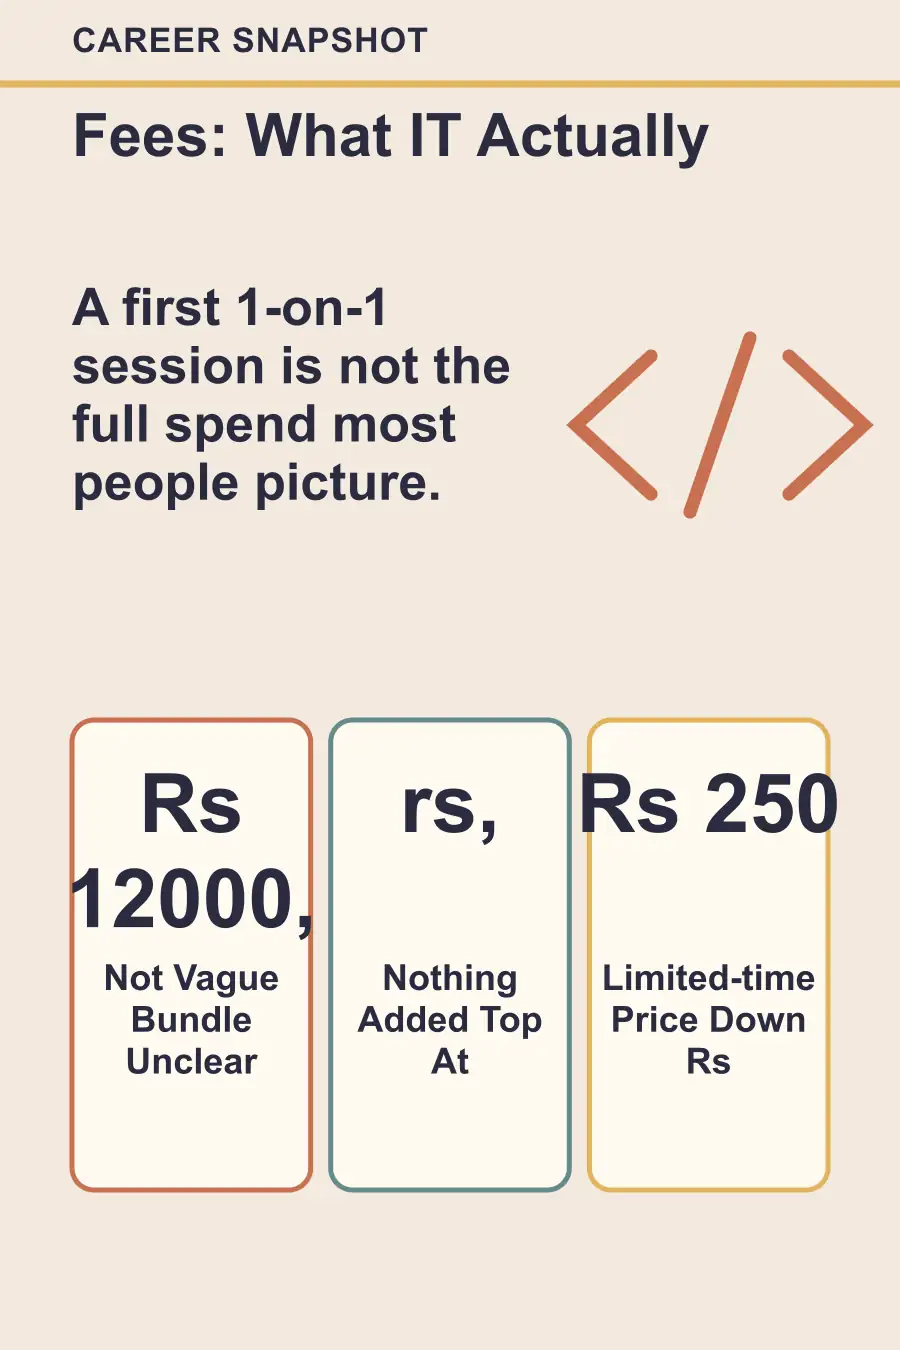 CAREER SNAPSHOT
Fees: What IT Actually
A first 1-on-1
session is not the
full spend most
people picture.
Rs
12000,
Not Vague
Bundle
Unclear
rs,
Nothing
Added Top
At
Rs 250
Limited-time
Price Down
Rs